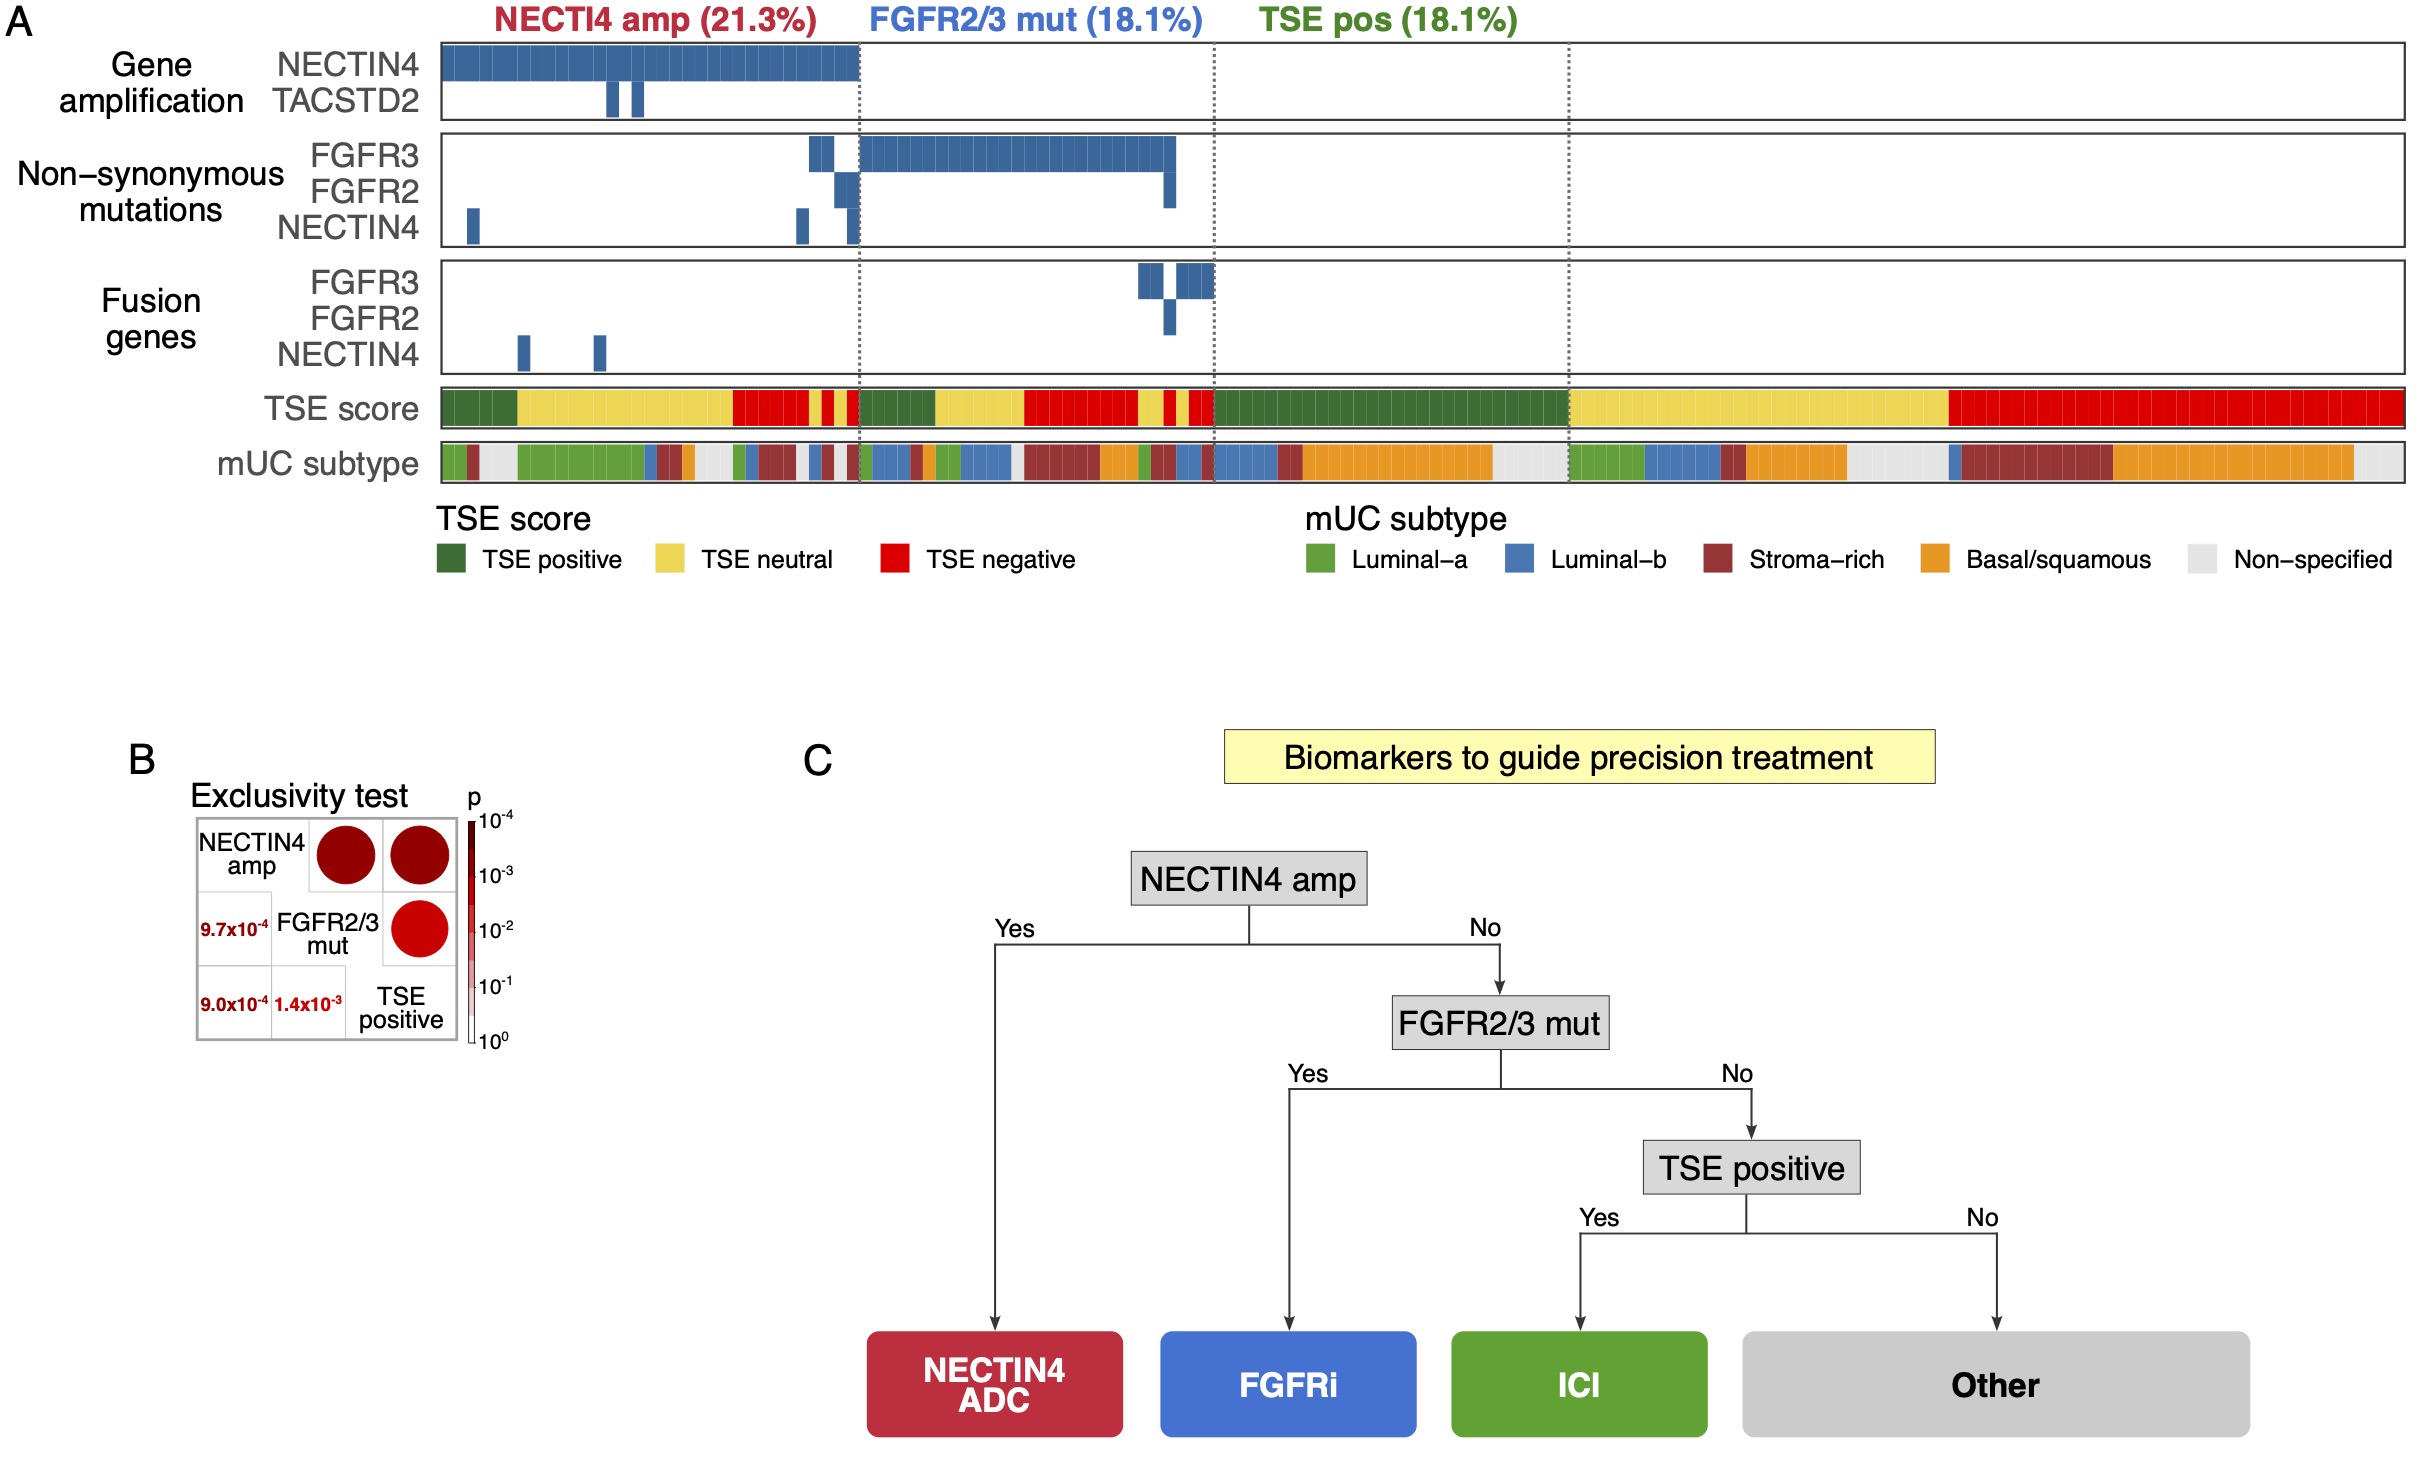 A
NECTI4 amp (21.3%) FGFR2/3 mut (18.1%) TSE pos (18.1%)
Gene
amplification
NECTIN4
TACSTD2
Non−synonymous
mutations
FGFR3
FGFR2
NECTIN4
Fusion
genes
FGFR3
FGFR2
NECTIN4
TSE score
mUC subtype
TSE score
TSE positive TSE neutral TSE negative
mUC subtype
Luminal−a Luminal−b Stroma−rich Basal/squamous Non−specified
B
Exclusivity test
p
NECTIN4
amp
9.7x10⁻⁴ FGFR2/3
mut
9.0x10⁻⁴ 1.4x10⁻³ TSE
positive
10⁻⁴
10⁻³
10⁻²
10⁻¹
10⁰
C
Biomarkers to guide precision treatment
NECTIN4 amp
Yes No
FGFR2/3 mut
Yes No
TSE positive
Yes No
NECTIN4
ADC
FGFRi
ICI
Other